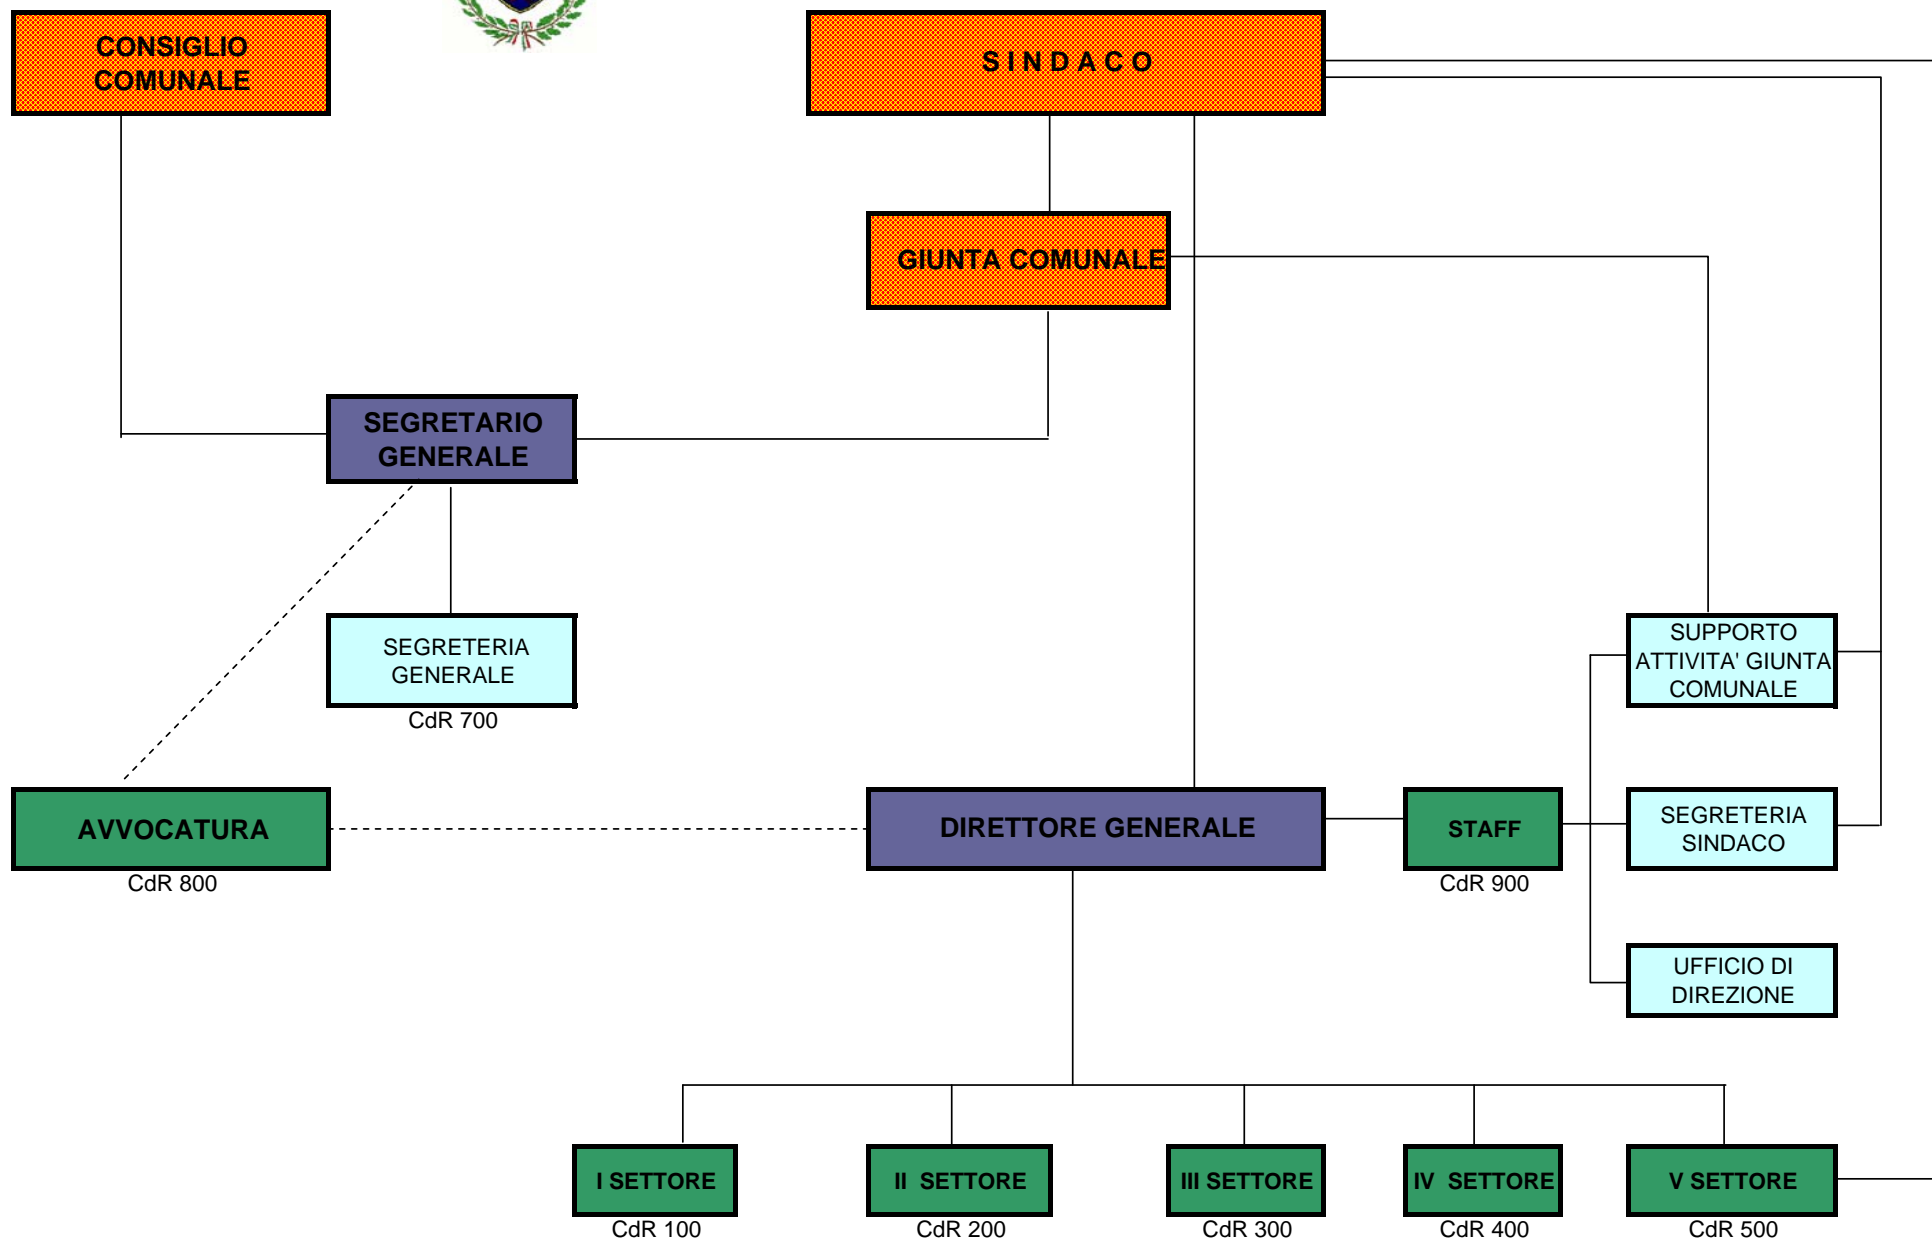 CONSIGLIO
COMUNALE
S I N D A C O
GIUNTA COMUNALE
SEGRETARIO
GENERALE
SEGRETERIA
GENERALE
CdR 700
SUPPORTO
ATTIVITA' GIUNTA
COMUNALE
AVVOCATURA
CdR 800
DIRETTORE GENERALE
STAFF
CdR 900
SEGRETERIA
SINDACO
UFFICIO DI
DIREZIONE
I SETTORE
CdR 100
II SETTORE
CdR 200
III SETTORE
CdR 300
IV SETTORE
CdR 400
V SETTORE
CdR 500